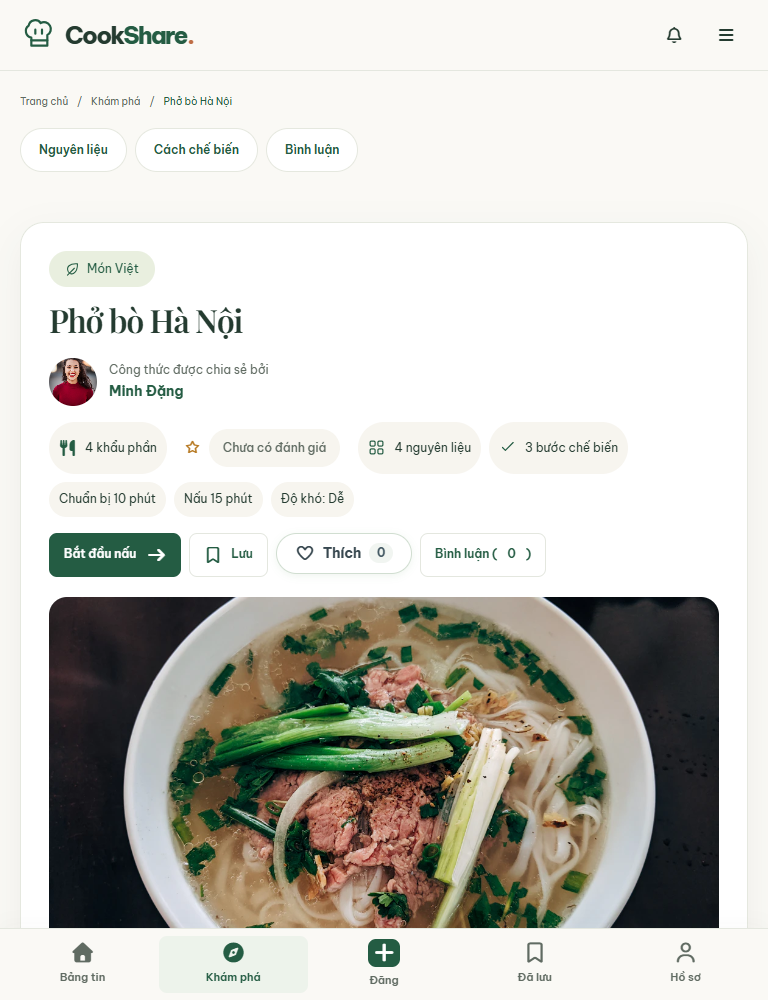 CookShare.
Trang chủ / Khám phá / Phở bò Hà Nội
Nguyên liệu Cách chế biến Bình luận
Món Việt
Phở bò Hà Nội
Công thức được chia sẻ bởi
Minh Đặng
4 khẩu phần Chưa có đánh giá 4 nguyên liệu 3 bước chế biến
Chuẩn bị 10 phút Nấu 15 phút Độ khó: Dễ
Bắt đầu nấu Lưu Thích 0 Bình luận ( 0 )
Bảng tin Khám phá Đăng Đã lưu Hồ sơ